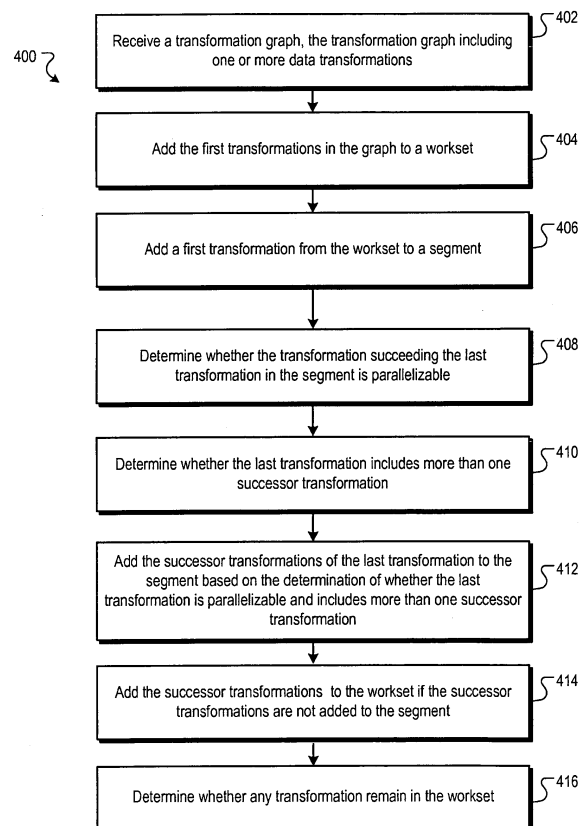 400
Receive a transformation graph, the transformation graph including
one or more data transformations
402
Add the first transformations in the graph to a workset
404
Add a first transformation from the workset to a segment
406
Determine whether the transformation succeeding the last
transformation in the segment is parallelizable
408
Determine whether the last transformation includes more than one
successor transformation
410
Add the successor transformations of the last transformation to the
segment based on the determination of whether the last
transformation is parallelizable and includes more than one successor
transformation
412
Add the successor transformations to the workset if the successor
transformations are not added to the segment
414
Determine whether any transformation remain in the workset
416